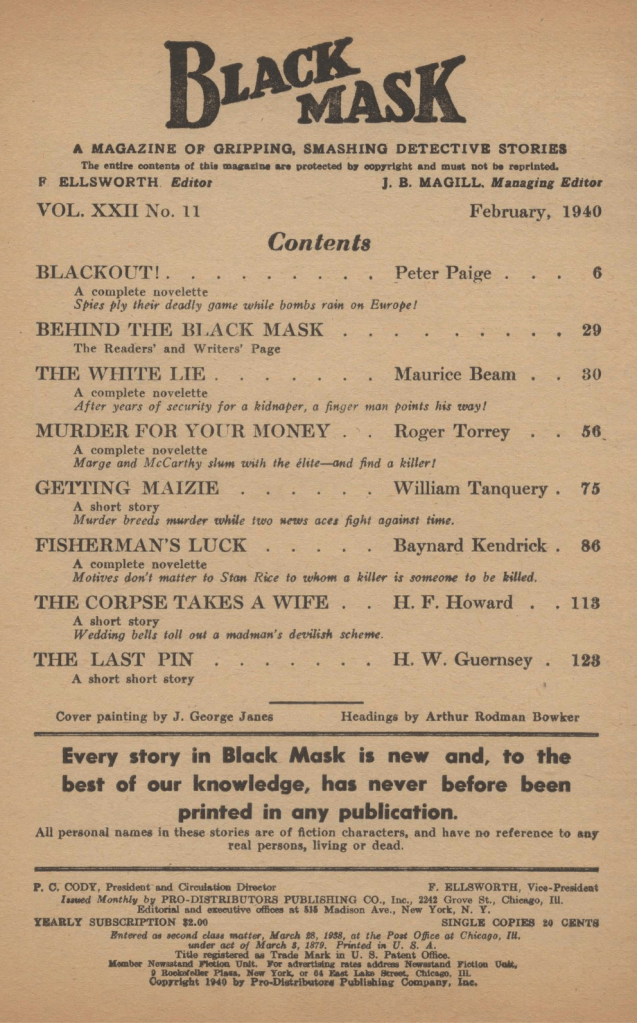 BLACK
MASK
A MAGAZINE OF GRIPPING, SMASHING DETECTIVE STORIES
The entire contents of this magazine are protected by copyright and must not be reprinted.
F ELLSWORTH Editor J. B. MAGILL, Managing Editor
VOL. XXII No. 11 February, 1940
Contents
BLACKOUT! . . . . . . . . . Peter Paige . . . 6
A complete novelette
Spies ply their deadly game while bombs rain on Europe!
BEHIND THE BLACK MASK . . . . . . . . . 29
The Readers' and Writers' Page
THE WHITE LIE . . . . . . . Maurice Beam . . 30
A complete novelette
After years of security for a kidnaper, a finger man points his way!
MURDER FOR YOUR MONEY . . Roger Torrey . . 56
A complete novelette
Marge and McCarthy slum with the élite—and find a killer!
GETTING MAIZIE . . . . . . William Tanquery . 75
A short story
Murder breeds murder while two news aces fight against time.
FISHERMAN'S LUCK . . . . . Baynard Kendrick . 86
A complete novelette
Motives don't matter to Stan Rice to whom a killer is someone to be killed.
THE CORPSE TAKES A WIFE . . H. F. Howard . . 113
A short story
Wedding bells toll out a madman's devilish scheme.
THE LAST PIN . . . . . . . H. W. Guernsey . 123
A short short story
Cover painting by J. George Janes Headings by Arthur Rodman Bowker
Every story in Black Mask is new and, to the
best of our knowledge, has never before been
printed in any publication.
All personal names in these stories are of fiction characters, and have no reference to any
real persons, living or dead.
P. C. CODY, President and Circulation Director F. ELLSWORTH, Vice-President
Issued Monthly by PRO-DISTRIBUTORS PUBLISHING CO., Inc., 2242 Grove St., Chicago, Ill.
Editorial and executive offices at 515 Madison Ave., New York, N. Y.
YEARLY SUBSCRIPTION $2.00 SINGLE COPIES 20 CENTS
Entered as second class matter, March 28, 1938, at the Post Office at Chicago, Ill.
under act of March 3, 1879. Printed in U. S. A.
Title registered as Trade Mark in U. S. Patent Office.
Member Newsstand Fiction Unit. For advertising rates address Newsstand Fiction Unit,
9 Rockefeller Plaza, New York, or 64 East Lake Street, Chicago, Ill.
Copyright 1940 by Pro-Distributors Publishing Company, Inc.